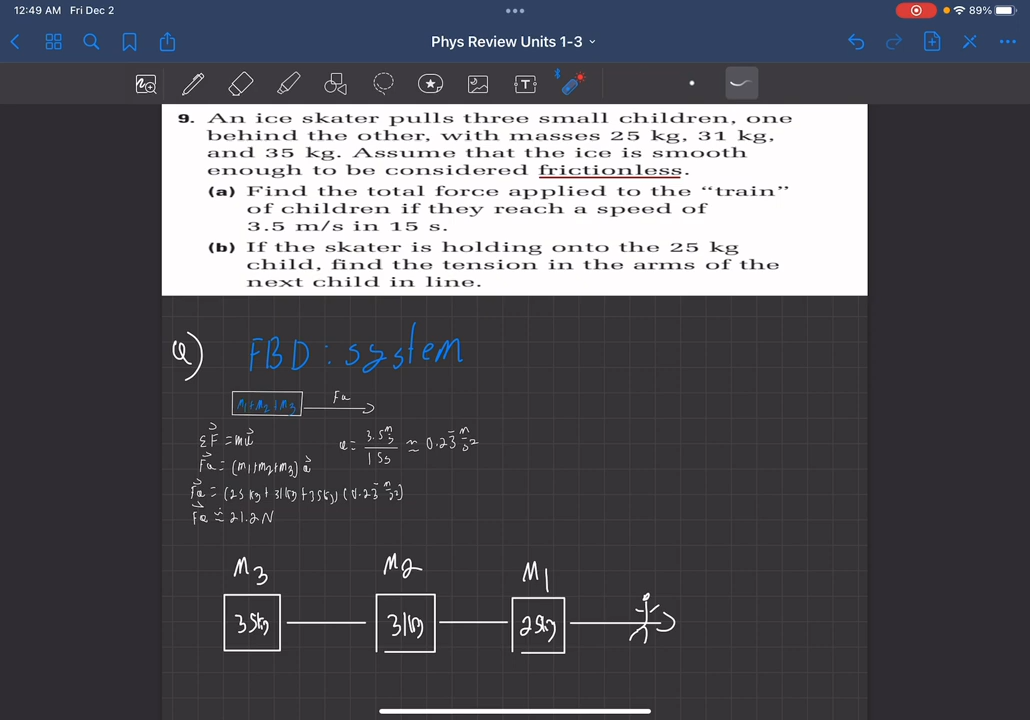 12:49 AM Fri Dec 2
89%
Phys Review Units 1-3
T
9. An ice skater pulls three small children, one
behind the other, with masses 25 kg, 31 kg,
and 35 kg. Assume that the ice is smooth
enough to be considered frictionless.
(a) Find the total force applied to the “train”
of children if they reach a speed of
3.5 m/s in 15 s.
(b) If the skater is holding onto the 25 kg
child, find the tension in the arms of the
next child in line.
a) FBD: system
m1+m2+m3 Fa
ΣF = ma a = 3.5 m/s / 15s ≈ 0.23 m/s²
Fa = (m1+m2+m3) a
Fa = (25 kg + 31 kg + 35 kg) (0.23 m/s²)
Fa ≈ 21.2 N
M3 M2 M1
35kg 31kg 25kg